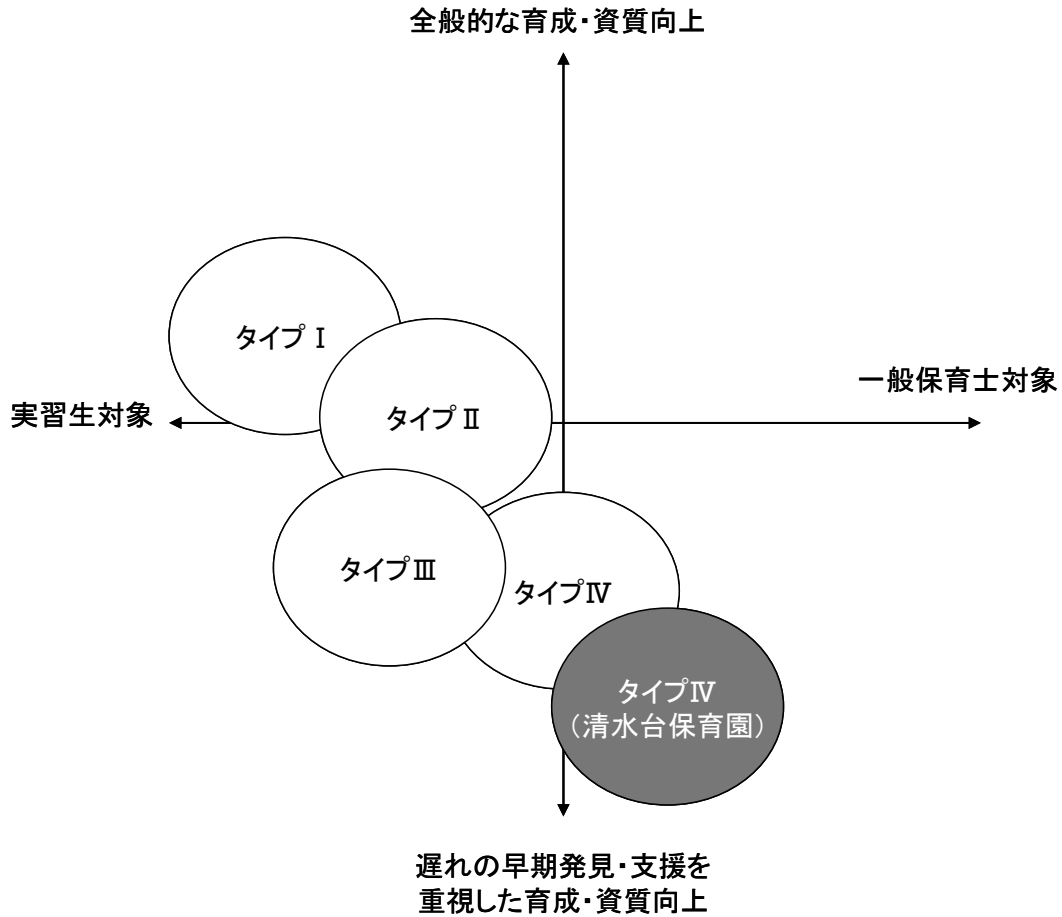 全般的な育成・資質向上
タイプⅠ
一般保育士対象
実習生対象
タイプⅡ
タイプⅢ
タイプⅣ
タイプⅣ
（清水台保育園）
遅れの早期発見・支援を
重視した育成・資質向上